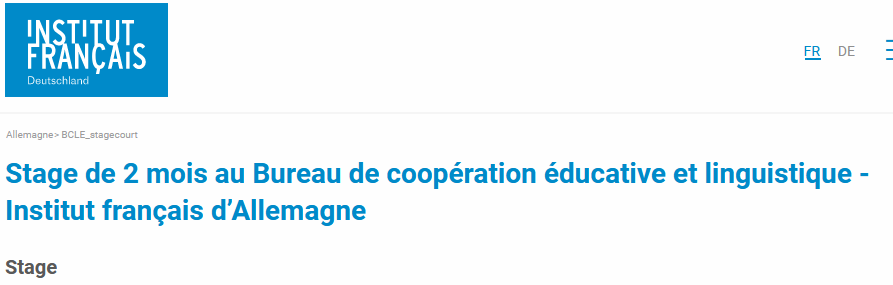 INSTITUT
FRANÇAIS
Deutschland
FR DE
Allemagne> BCLE_stagecourt
Stage de 2 mois au Bureau de coopération éducative et linguistique -
Institut français d’Allemagne
Stage